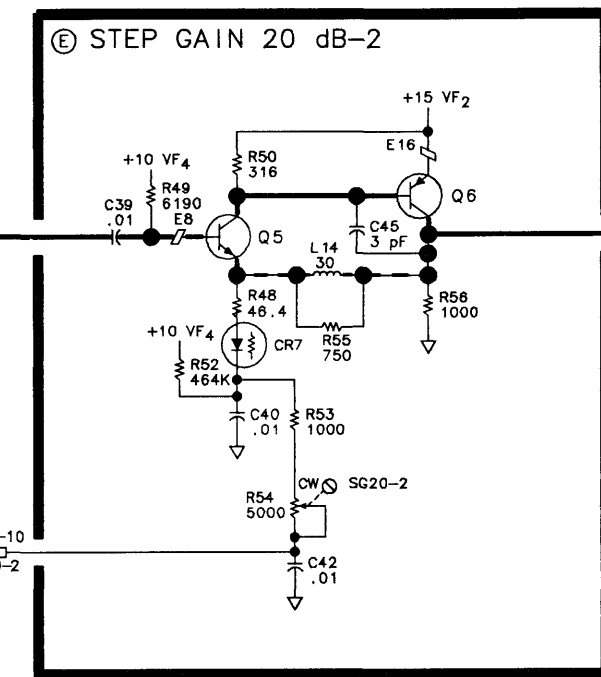 Ⓔ STEP GAIN 20 dB-2
+15 VF2
E16
R50
316
+10 VF4
R49
6190
C39
.01
E8
Q5
Q6
C45
3 pF
L14
30
R48
46.4
R56
1000
+10 VF4
R55
750
CR7
R52
464K
C40
.01
R53
1000
CW SG20-2
R54
5000
-10
-2
C42
.01